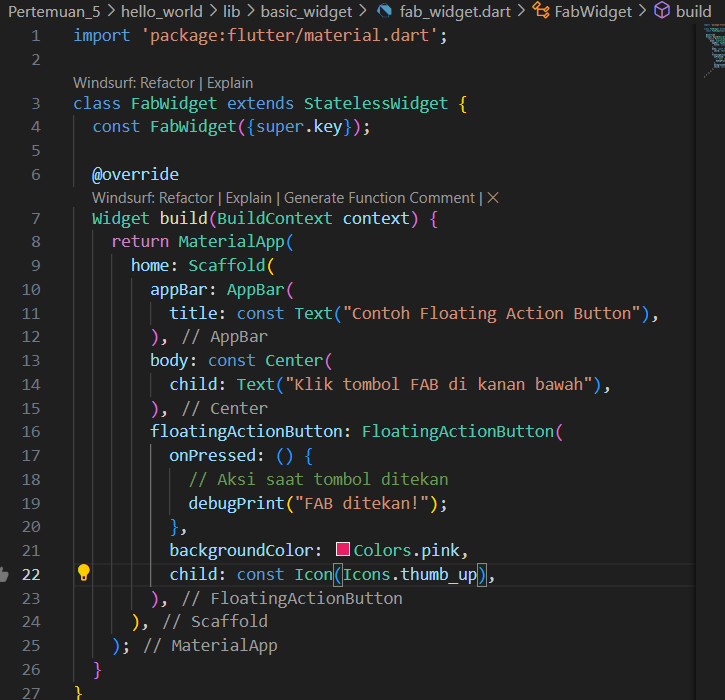 Pertemuan_5 > hello_world > lib > basic_widget > fab_widget.dart > FabWidget > build
1 import 'package:flutter/material.dart';
2
Windsurf: Refactor | Explain
3 class FabWidget extends StatelessWidget {
4 const FabWidget({super.key});
5
6 @override
Windsurf: Refactor | Explain | Generate Function Comment | ×
7 Widget build(BuildContext context) {
8 return MaterialApp(
9 home: Scaffold(
10 appBar: AppBar(
11 title: const Text("Contoh Floating Action Button"),
12 ), // AppBar
13 body: const Center(
14 child: Text("Klik tombol FAB di kanan bawah"),
15 ), // Center
16 floatingActionButton: FloatingActionButton(
17 onPressed: () {
18 // Aksi saat tombol ditekan
19 debugPrint("FAB ditekan!");
20 },
21 backgroundColor: Colors.pink,
22 child: const Icon(Icons.thumb_up),
23 ), // FloatingActionButton
24 ), // Scaffold
25 ); // MaterialApp
26 }
27 }